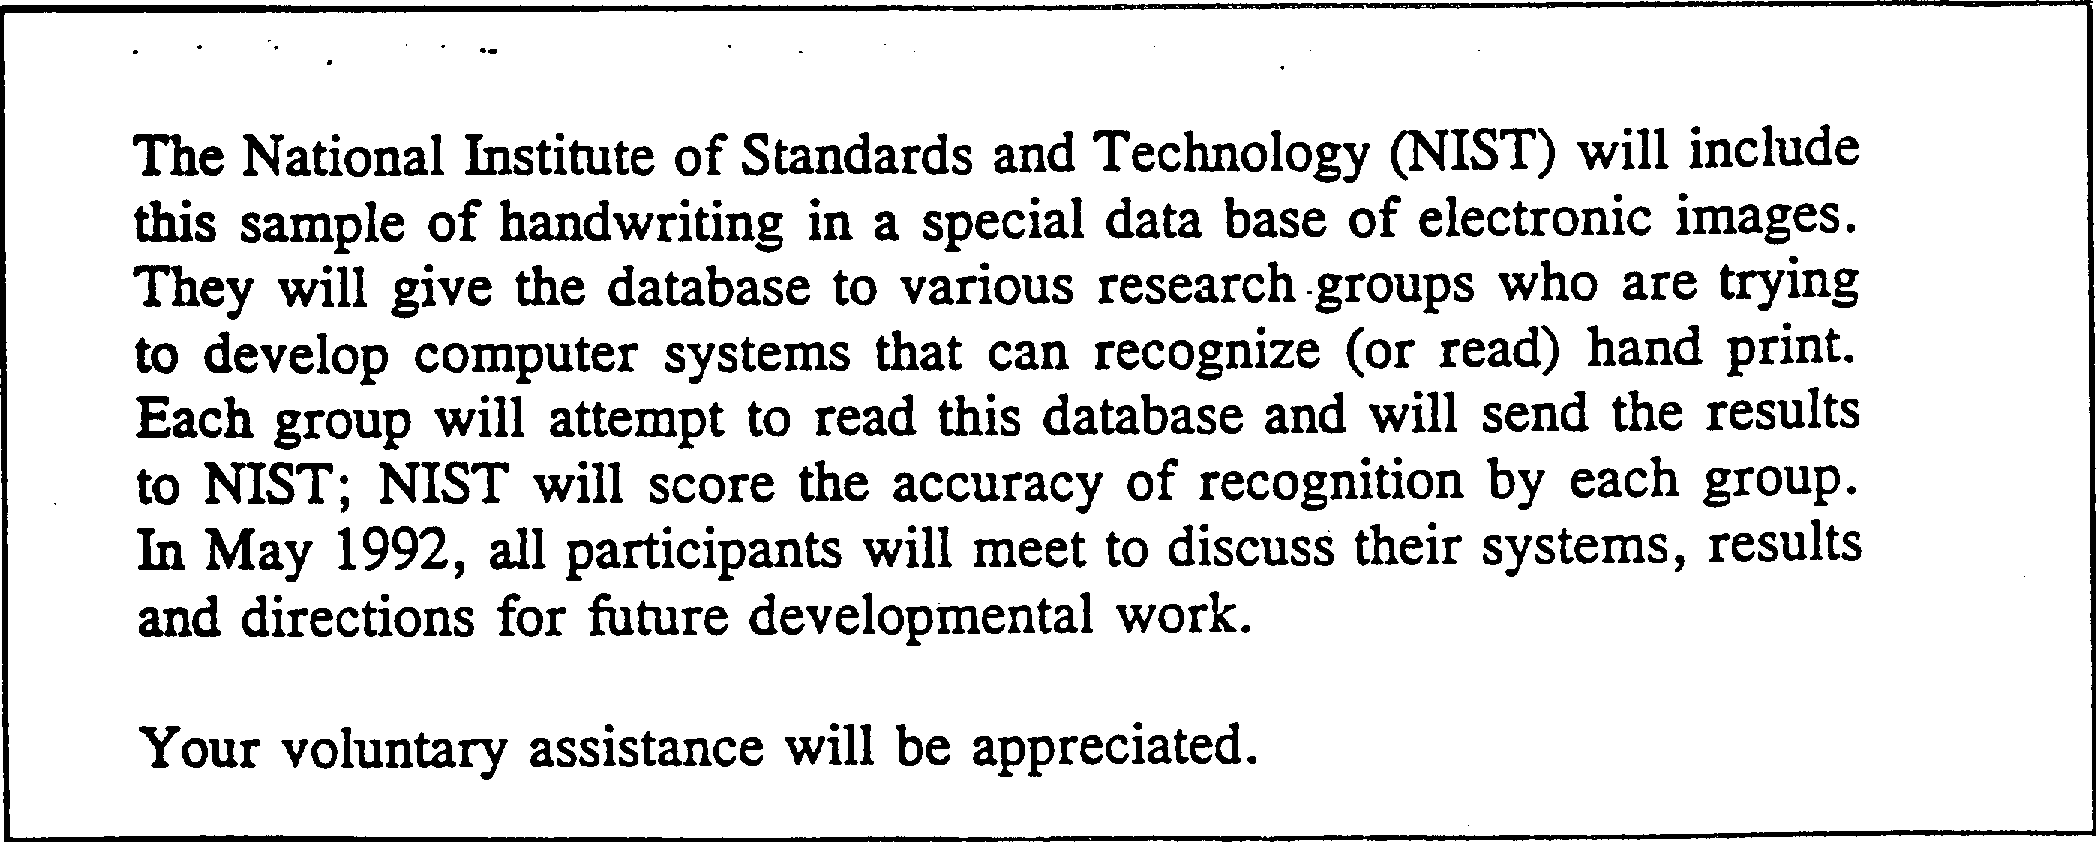 The National Institute of Standards and Technology (NIST) will include
this sample of handwriting in a special data base of electronic images.
They will give the database to various research groups who are trying
to develop computer systems that can recognize (or read) hand print.
Each group will attempt to read this database and will send the results
to NIST; NIST will score the accuracy of recognition by each group.
In May 1992, all participants will meet to discuss their systems, results
and directions for future developmental work.
Your voluntary assistance will be appreciated.